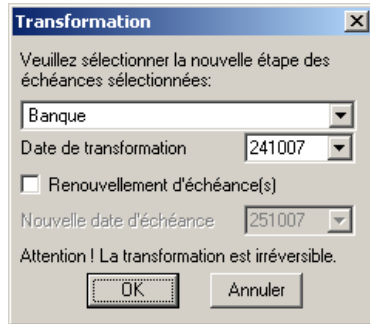 Transformation
Veuillez sélectionner la nouvelle étape des
échéances sélectionnées:
Banque
Date de transformation 241007
Renouvellement d'échéance(s)
Nouvelle date d'échéance 251007
Attention ! La transformation est irréversible.
OK Annuler